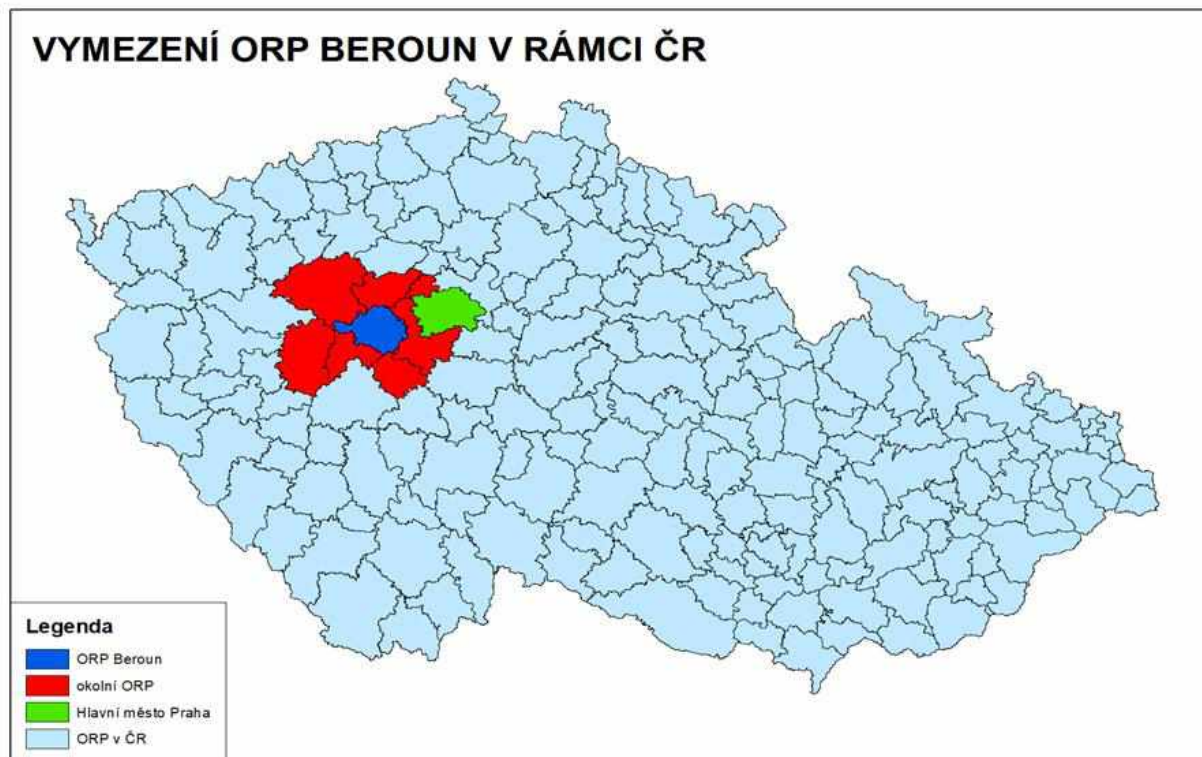 VYMEZENÍ ORP BEROUN V RÁMCI ČR
Legenda
ORP Beroun
okolní ORP
Hlavní město Praha
ORP v ČR